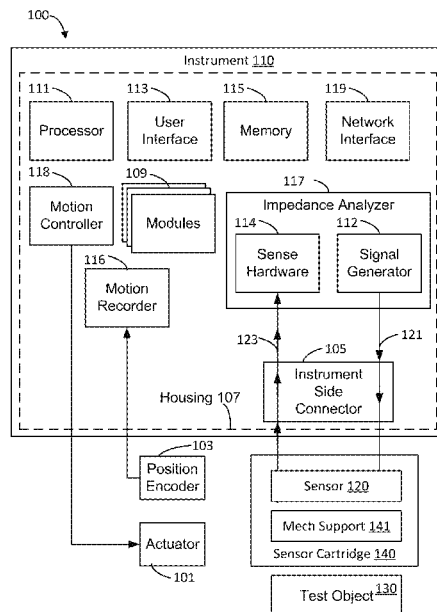 100
Instrument 110
111
113
115
119
Processor
User
Interface
Memory
Network
Interface
118
109
117
Motion
Controller
Modules
Impedance Analyzer
114
112
116
Sense
Hardware
Signal
Generator
Motion
Recorder
123
105
121
Instrument
Side
Connector
Housing 107
103
Position
Encoder
Sensor 120
Mech Support 141
Actuator
Sensor Cartridge 140
101
Test Object 130